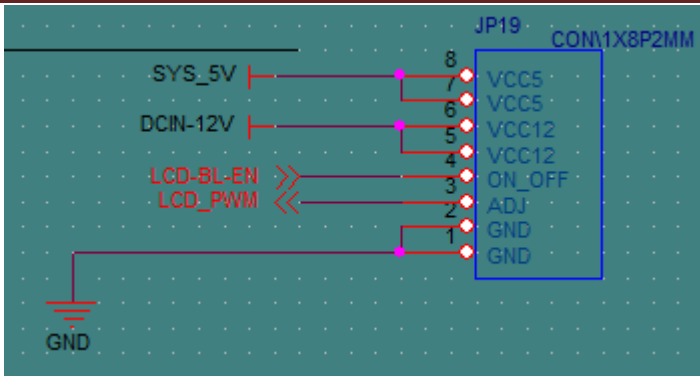 JP19
CON\1X8P2MM
SYS_5V
8
VCC5
7
VCC5
DCIN-12V
6
VCC12
5
VCC12
LCD-BL-EN
4
ON_OFF
LCD_PWM
3
ADJ
2
GND
1
GND
GND